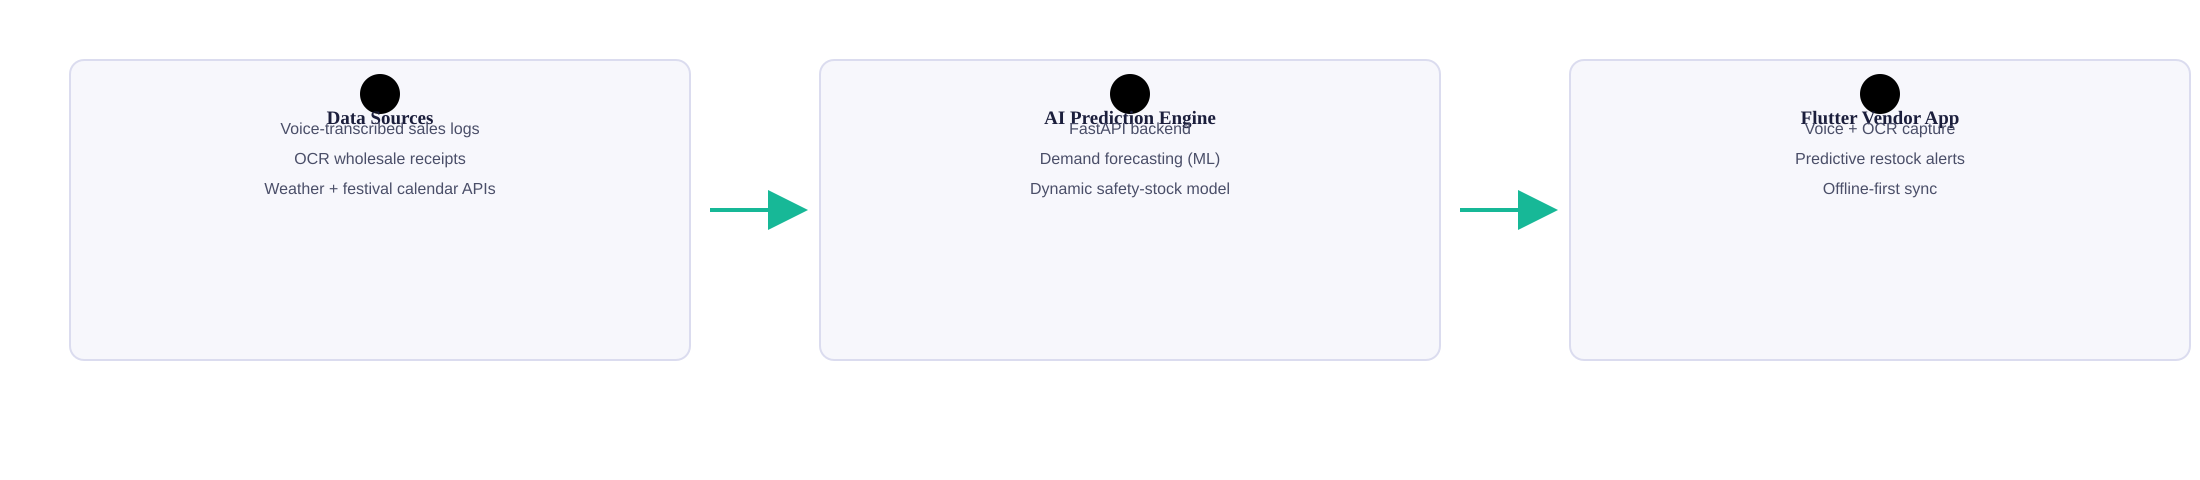 Data Sources
Voice-transcribed sales logs
OCR wholesale receipts
Weather + festival calendar APIs
AI Prediction Engine
FastAPI backend
Demand forecasting (ML)
Dynamic safety-stock model
Flutter Vendor App
Voice + OCR capture
Predictive restock alerts
Offline-first sync